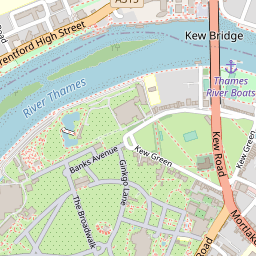 A315
Brentford High Street
Kew Bridge
Road
River Thames
Thames
River Boats
Kew Road
Kew Green
Banks Avenue
Ginkgo Lane
The Broadwalk
Mortlake
Road